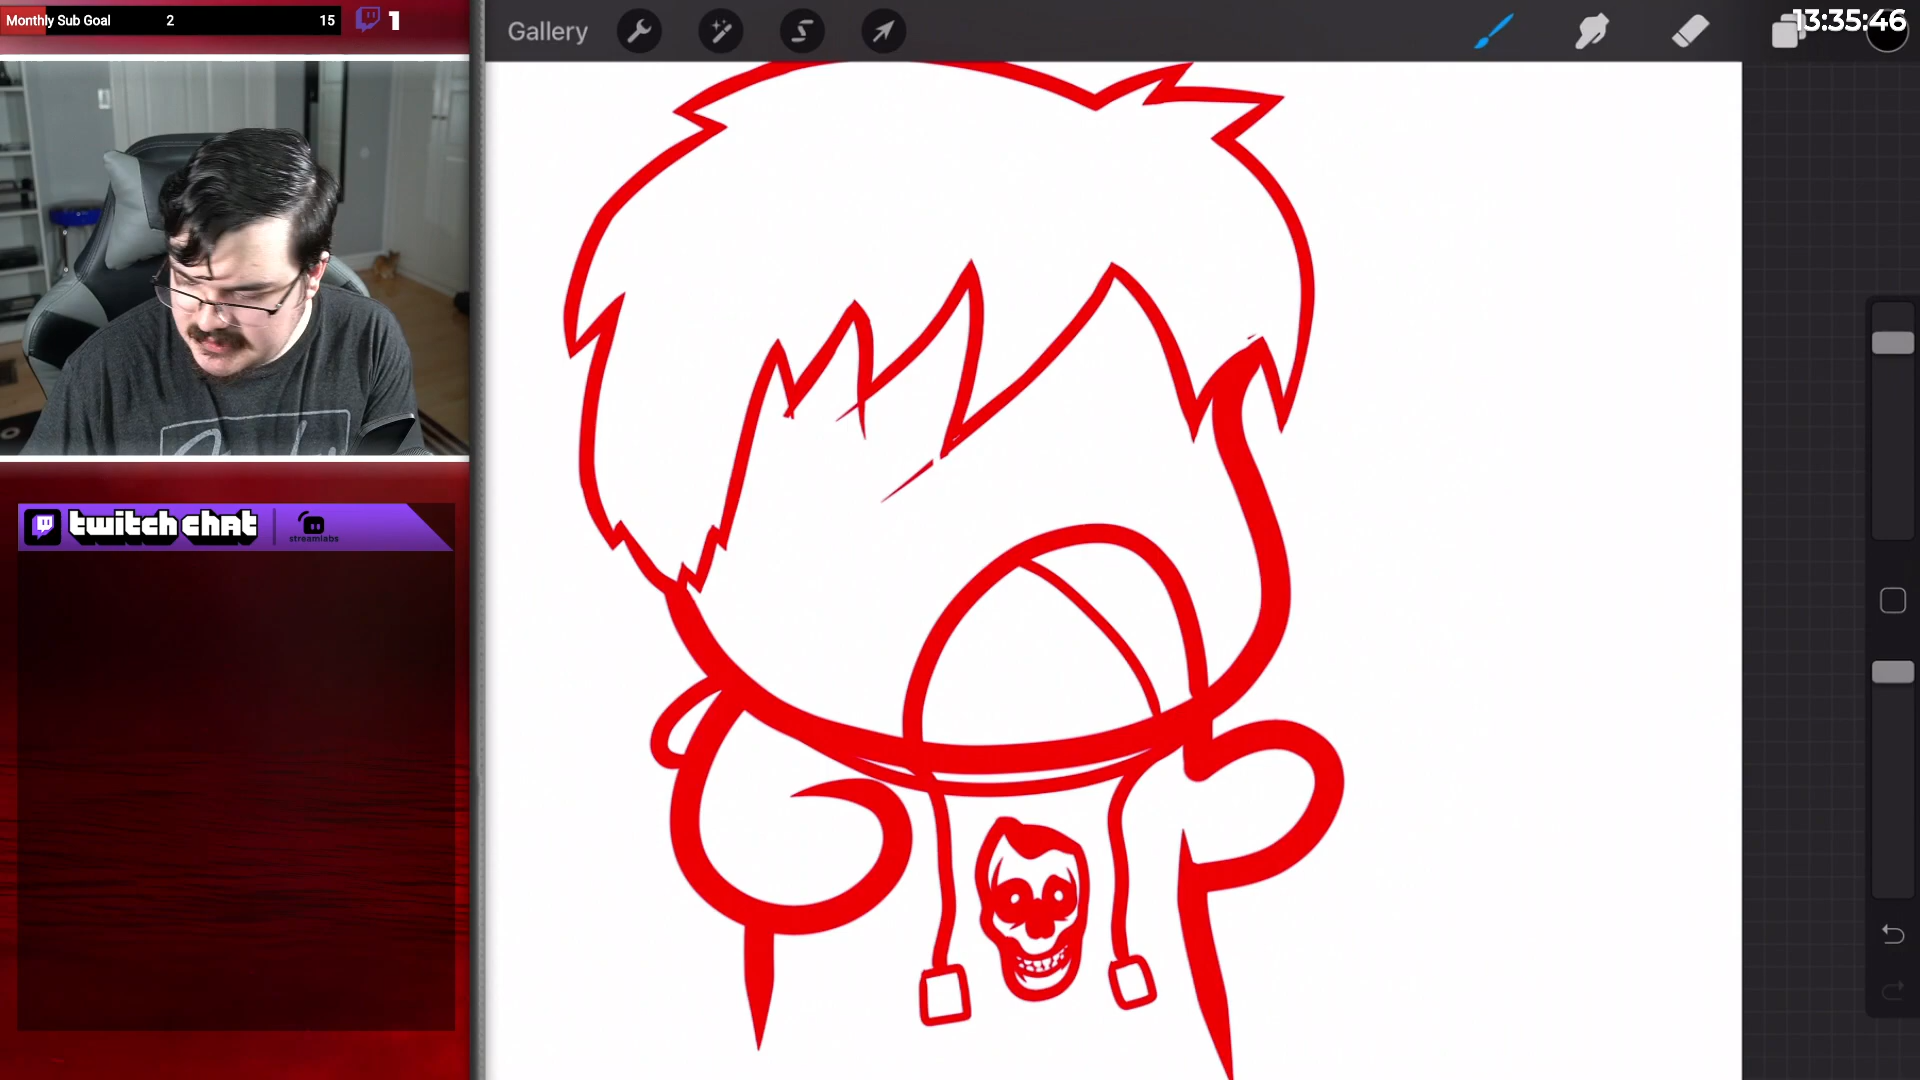 Monthly Sub Goal 2 15 1
Gallery
13:35:46
twitch chat
streamlabs